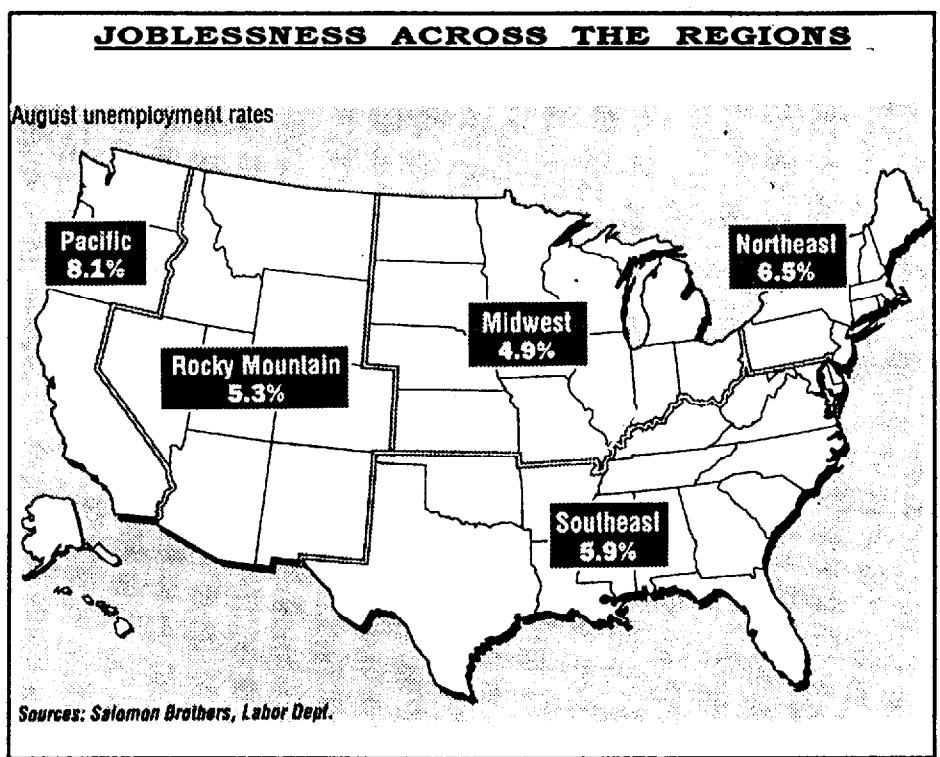 JOBLESSNESS ACROSS THE REGIONS
August unemployment rates
Pacific
8.1%
Northeast
6.5%
Midwest
4.9%
Rocky Mountain
5.3%
Southeast
5.9%
Sources: Salomon Brothers, Labor Dept.